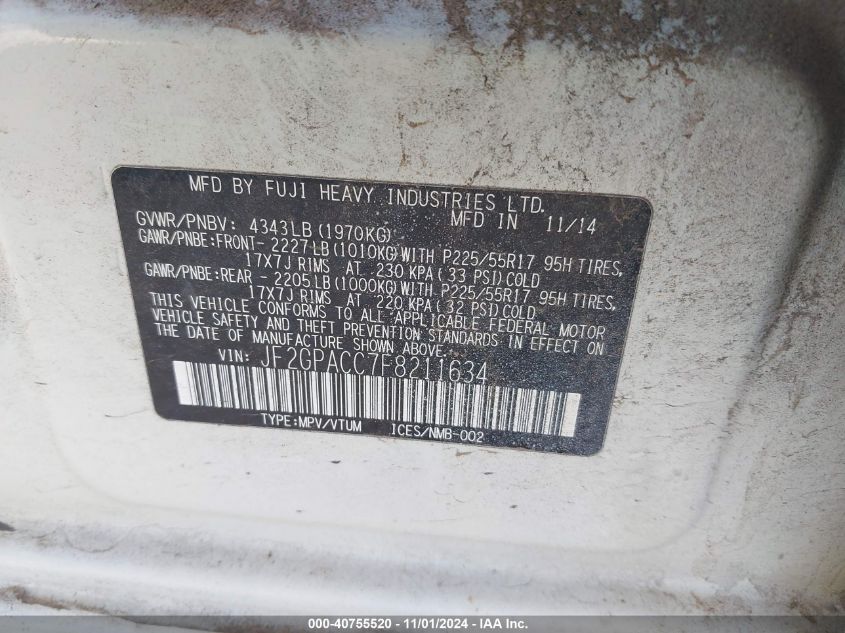 MFD BY FUJI HEAVY INDUSTRIES LTD.
MFD IN 11/14
GVWR/PNBV: 4343LB (1970KG)
GAWR/PNBE:FRONT- 2227LB(1010KG)WITH P225/55R17 95H TIRES,
17X7J RIMS AT 230 KPA(33 PSI)COLD
GAWR/PNBE:REAR - 2205LB(1000KG)WITH P225/55R17 95H TIRES,
17X7J RIMS AT 220 KPA(32 PSI)COLD
THIS VEHICLE CONFORMS TO ALL APPLICABLE FEDERAL MOTOR
VEHICLE SAFETY AND THEFT PREVENTION STANDARDS IN EFFECT ON
THE DATE OF MANUFACTURE SHOWN ABOVE.
VIN: JF2GPACC7F8211634
TYPE:MPV/VTUM ICES/NMB-002
000-40755520 - 11/01/2024 - IAA Inc.